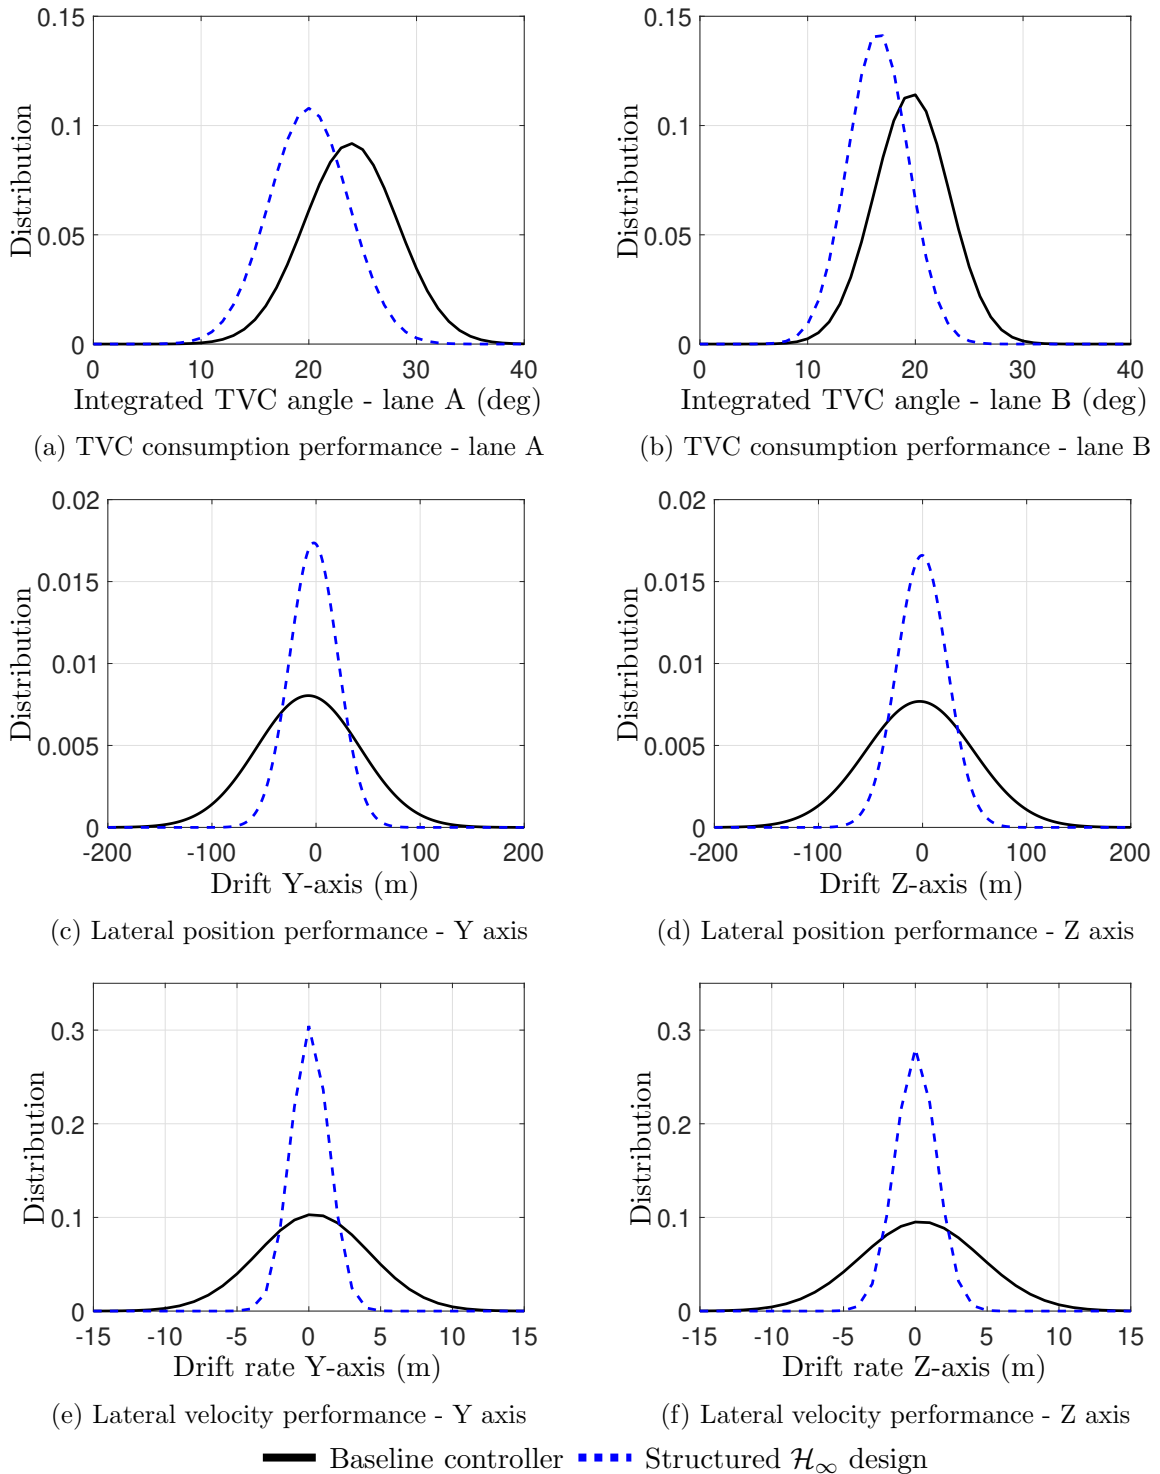 0.15 0.15
Distribution Distribution
0.1 0.1
0.05 0.05
0 0
0 10 20 30 40 0 10 20 30 40
Integrated TVC angle - lane A (deg) Integrated TVC angle - lane B (deg)
(a) TVC consumption performance - lane A (b) TVC consumption performance - lane B
0.02 0.02
0.015 0.015
Distribution Distribution
0.01 0.01
0.005 0.005
0 0
-200 -100 0 100 200 -200 -100 0 100 200
Drift Y-axis (m) Drift Z-axis (m)
(c) Lateral position performance - Y axis (d) Lateral position performance - Z axis
0.3 0.3
Distribution Distribution
0.2 0.2
0.1 0.1
0 0
-15 -10 -5 0 5 10 15 -15 -10 -5 0 5 10 15
Drift rate Y-axis (m) Drift rate Z-axis (m)
(e) Lateral velocity performance - Y axis (f) Lateral velocity performance - Z axis
Baseline controller Structured ℋ∞ design